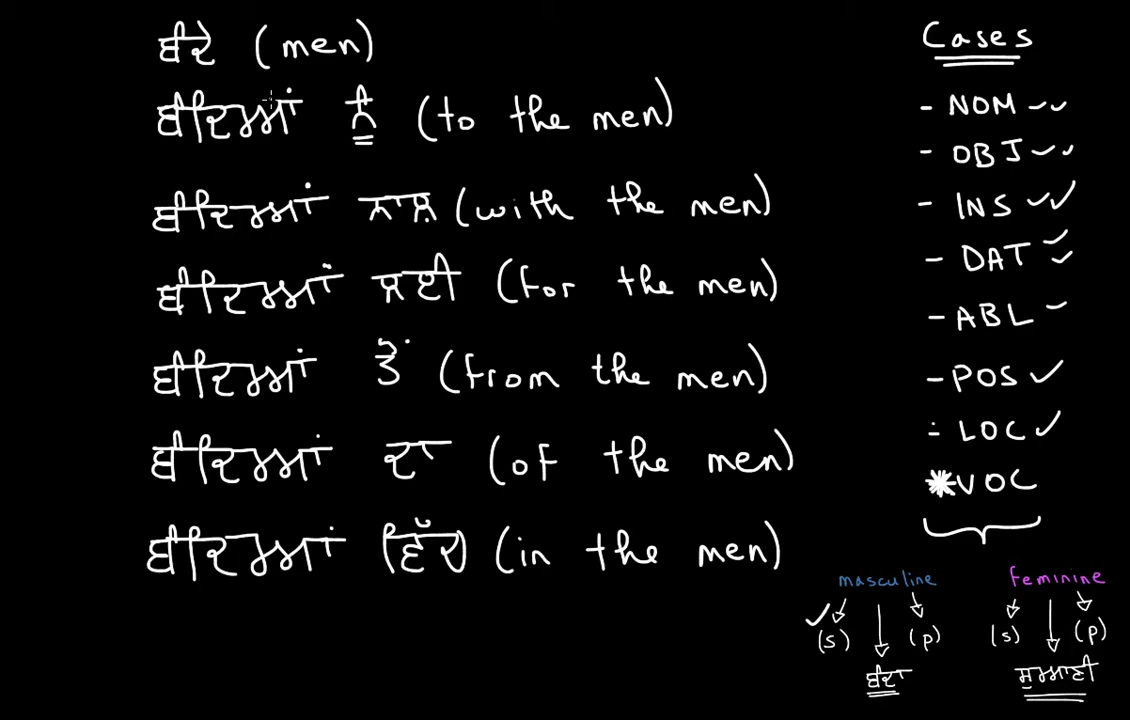 ਬੰਦੇ (men)
ਬੰਦਿਆਂ ਨੂੰ (to the men)
ਬੰਦਿਆਂ ਨਾਲ (with the men)
ਬੰਦਿਆਂ ਲਈ (for the men)
ਬੰਦਿਆਂ ਤੋਂ (from the men)
ਬੰਦਿਆਂ ਦਾ (of the men)
ਬੰਦਿਆਂ ਵਿੱਚ (in the men)
Cases
- NOM
- OBJ
- INS
- DAT
- ABL
- POS
- LOC
* VOC
masculine
(s) (p)
ਬੰਦਾ
feminine
(s) (p)
ਸੁਆਣੀ